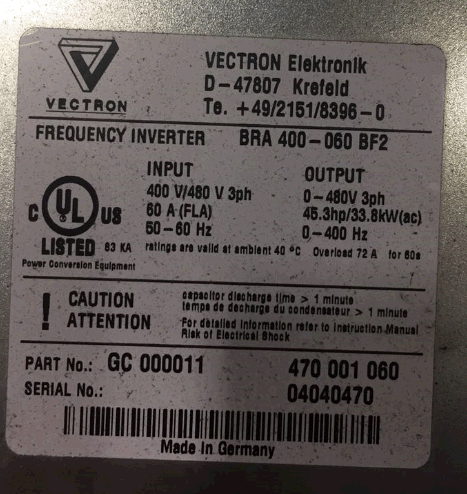 VECTRON
VECTRON Elektronik
D-47807 Krefeld
Te. +49/2151/8396-0
FREQUENCY INVERTER BRA 400-060 BF2
INPUT OUTPUT
400 V/480 V 3ph 0-480V 3ph
60 A (FLA) 45.3hp/33.8kW(ac)
50-60 Hz 0-400 Hz
C UL US
LISTED 83 KA ratings are valid at ambient 40 °C Overload 72 A for 60s
Power Conversion Equipment
! CAUTION capacitor discharge time > 1 minute
temps de decharge du condensateur > 1 minute
ATTENTION For detailed information refer to Instruction Manual
Risk of Electrical Shock
PART No.: GC 000011 470 001 060
SERIAL No.: 04040470
Made in Germany